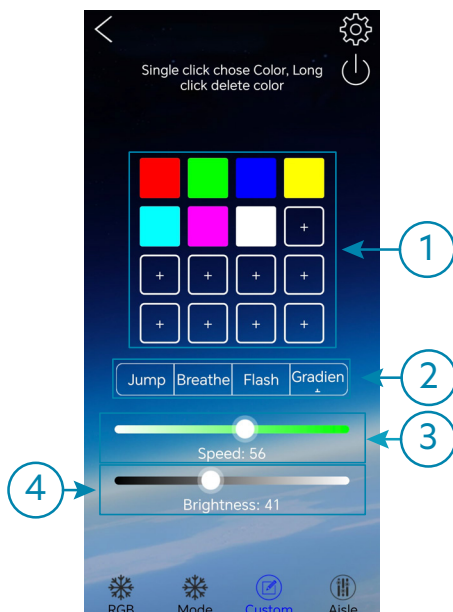 Single click chose Color, Long
click delete color
+
+ + + +
+ + + +
1
Jump Breathe Flash Gradien
t
2
Speed: 56
3
Brightness: 41
4
RGB Mode Custom Aisle